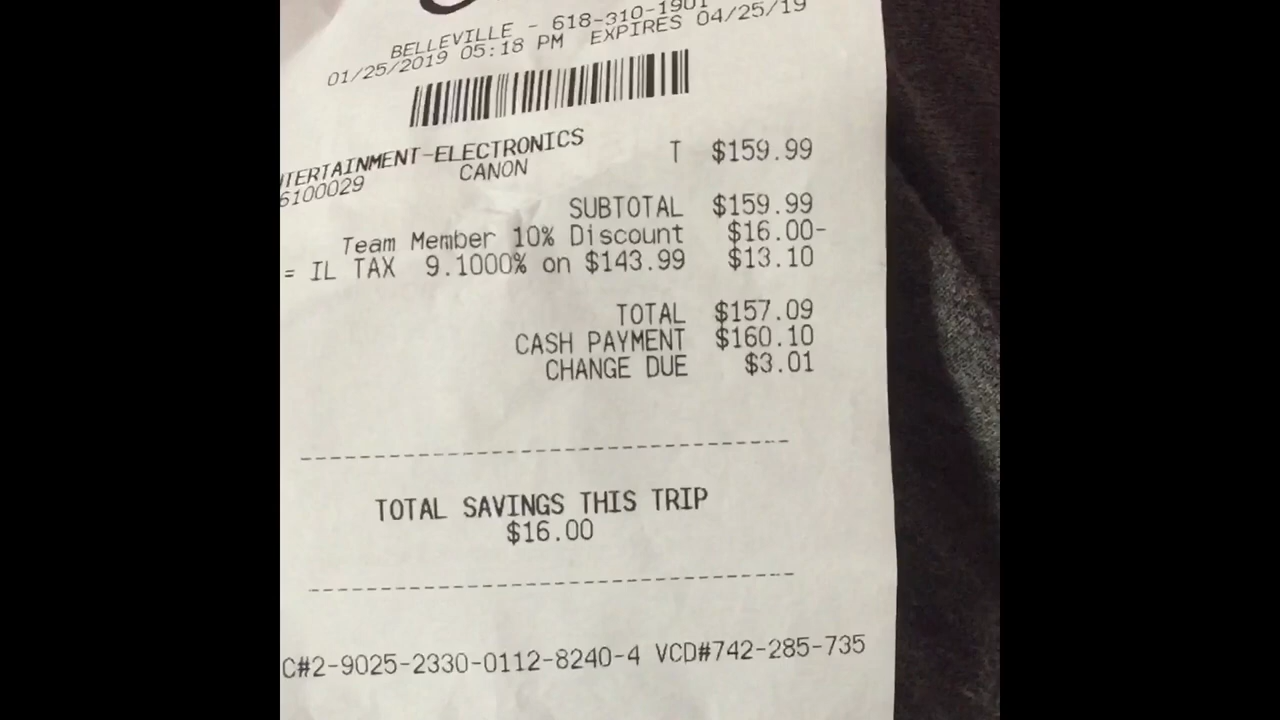 BELLEVILLE - 618-310-1901
01/25/2019 05:18 PM EXPIRES 04/25/19
NTERTAINMENT-ELECTRONICS T $159.99
6100029 CANON
SUBTOTAL $159.99
Team Member 10% Discount $16.00-
= IL TAX 9.1000% on $143.99 $13.10
TOTAL $157.09
CASH PAYMENT $160.10
CHANGE DUE $3.01
TOTAL SAVINGS THIS TRIP
$16.00
C#2-9025-2330-0112-8240-4 VCD#742-285-735